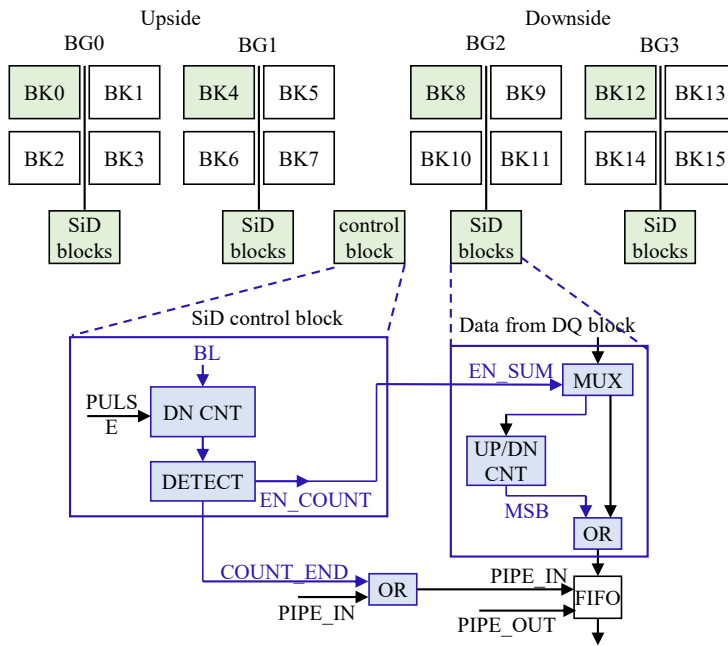 Upside
Downside
BG0
BG1
BG2
BG3
BK0
BK1
BK4
BK5
BK8
BK9
BK12
BK13
BK2
BK3
BK6
BK7
BK10
BK11
BK14
BK15
SiD
blocks
SiD
blocks
control
block
SiD
blocks
SiD
blocks
SiD control block
Data from DQ block
BL
EN_SUM
MUX
PULS
E
DN CNT
UP/DN
CNT
DETECT
EN_COUNT
MSB
OR
COUNT_END
OR
PIPE_IN
PIPE_IN
FIFO
PIPE_OUT